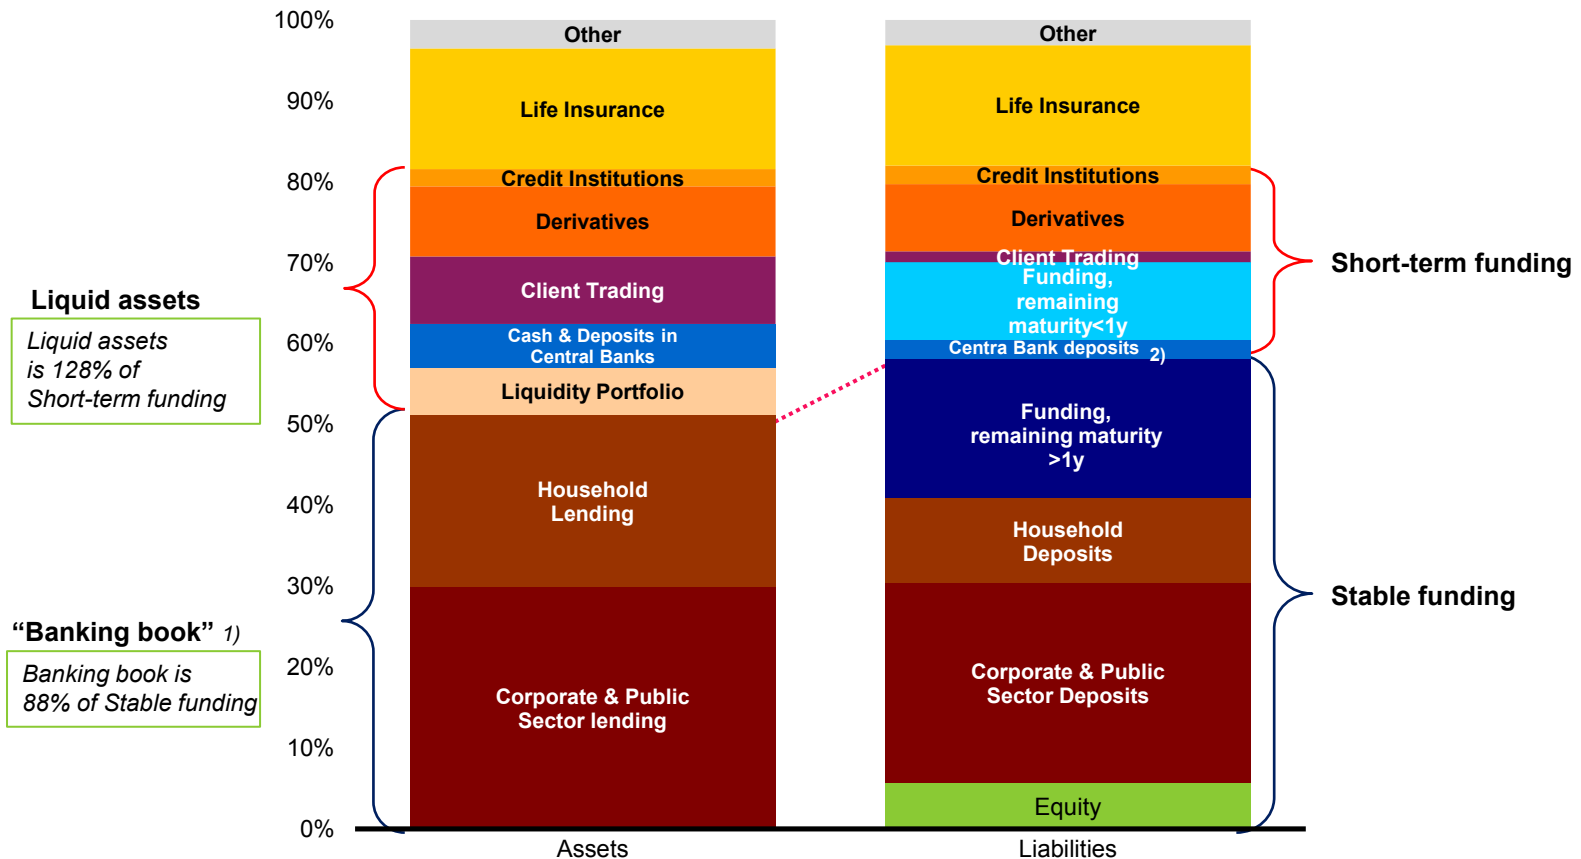 100%
90%
80%
70%
60%
50%
40%
30%
20%
10%
0%
Liquid assets
Liquid assets
is 128% of
Short-term funding
“Banking book” 1)
Banking book is
88% of Stable funding
Other
Life Insurance
Credit Institutions
Derivatives
Client Trading
Cash & Deposits in
Central Banks
Liquidity Portfolio
Household
Lending
Corporate & Public
Sector lending
Assets
Other
Life Insurance
Credit Institutions
Derivatives
Client Trading
Funding,
remaining
maturity<1y
Centra Bank deposits 2)
Funding,
remaining maturity
>1y
Household
Deposits
Corporate & Public
Sector Deposits
Equity
Liabilities
Short-term funding
Stable funding